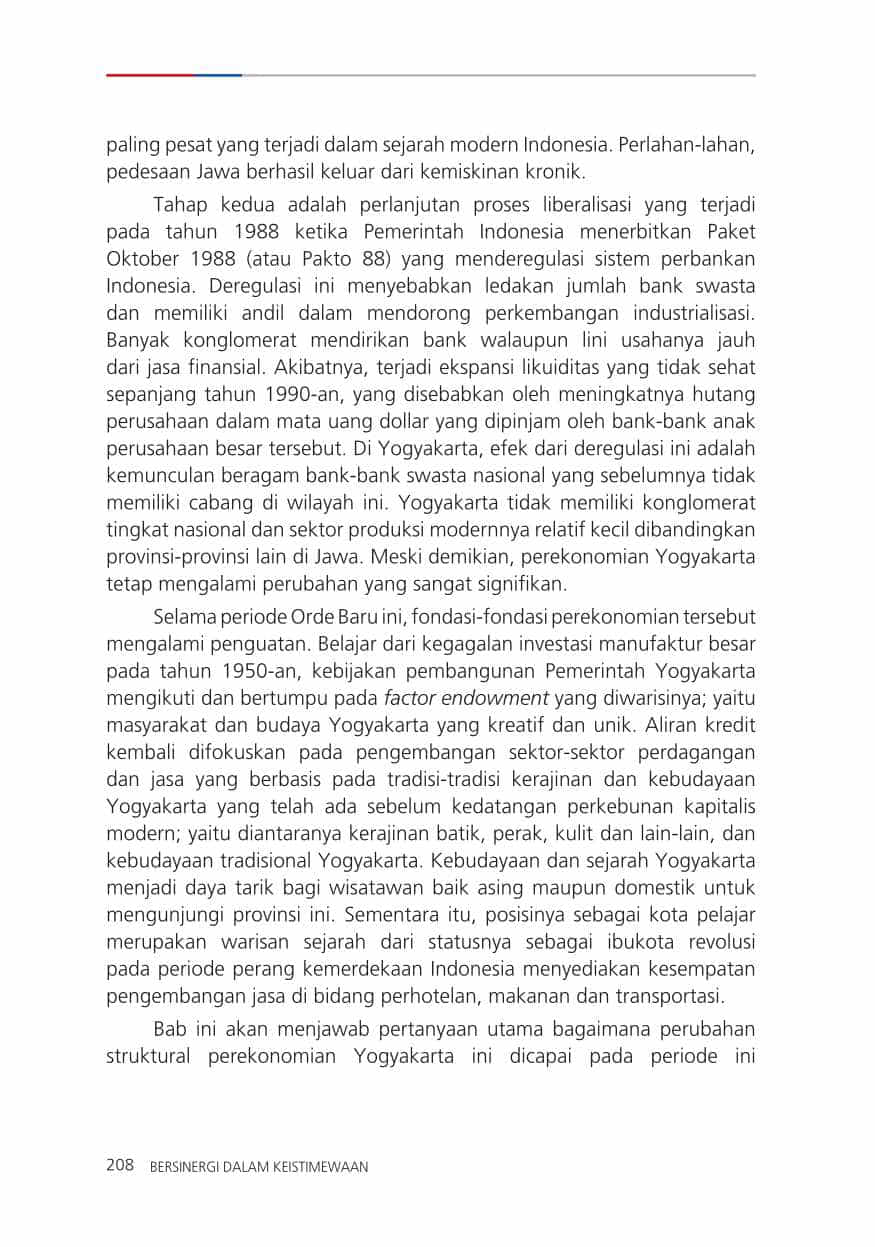 paling pesat yang terjadi dalam sejarah modern Indonesia. Perlahan-lahan,
pedesaan Jawa berhasil keluar dari kemiskinan kronik.
Tahap kedua adalah perlanjutan proses liberalisasi yang terjadi
pada tahun 1988 ketika Pemerintah Indonesia menerbitkan Paket
Oktober 1988 (atau Pakto 88) yang menderegulasi sistem perbankan
Indonesia. Deregulasi ini menyebabkan ledakan jumlah bank swasta
dan memiliki andil dalam mendorong perkembangan industrialisasi.
Banyak konglomerat mendirikan bank walaupun lini usahanya jauh
dari jasa finansial. Akibatnya, terjadi ekspansi likuiditas yang tidak sehat
sepanjang tahun 1990-an, yang disebabkan oleh meningkatnya hutang
perusahaan dalam mata uang dollar yang dipinjam oleh bank-bank anak
perusahaan besar tersebut. Di Yogyakarta, efek dari deregulasi ini adalah
kemunculan beragam bank-bank swasta nasional yang sebelumnya tidak
memiliki cabang di wilayah ini. Yogyakarta tidak memiliki konglomerat
tingkat nasional dan sektor produksi modernnya relatif kecil dibandingkan
provinsi-provinsi lain di Jawa. Meski demikian, perekonomian Yogyakarta
tetap mengalami perubahan yang sangat signifikan.
Selama periode Orde Baru ini, fondasi-fondasi perekonomian tersebut
mengalami penguatan. Belajar dari kegagalan investasi manufaktur besar
pada tahun 1950-an, kebijakan pembangunan Pemerintah Yogyakarta
mengikuti dan bertumpu pada factor endowment yang diwarisinya; yaitu
masyarakat dan budaya Yogyakarta yang kreatif dan unik. Aliran kredit
kembali difokuskan pada pengembangan sektor-sektor perdagangan
dan jasa yang berbasis pada tradisi-tradisi kerajinan dan kebudayaan
Yogyakarta yang telah ada sebelum kedatangan perkebunan kapitalis
modern; yaitu diantaranya kerajinan batik, perak, kulit dan lain-lain, dan
kebudayaan tradisional Yogyakarta. Kebudayaan dan sejarah Yogyakarta
menjadi daya tarik bagi wisatawan baik asing maupun domestik untuk
mengunjungi provinsi ini. Sementara itu, posisinya sebagai kota pelajar
merupakan warisan sejarah dari statusnya sebagai ibukota revolusi
pada periode perang kemerdekaan Indonesia menyediakan kesempatan
pengembangan jasa di bidang perhotelan, makanan dan transportasi.
Bab ini akan menjawab pertanyaan utama bagaimana perubahan
struktural perekonomian Yogyakarta ini dicapai pada periode ini
208 BERSINERGI DALAM KEISTIMEWAAN